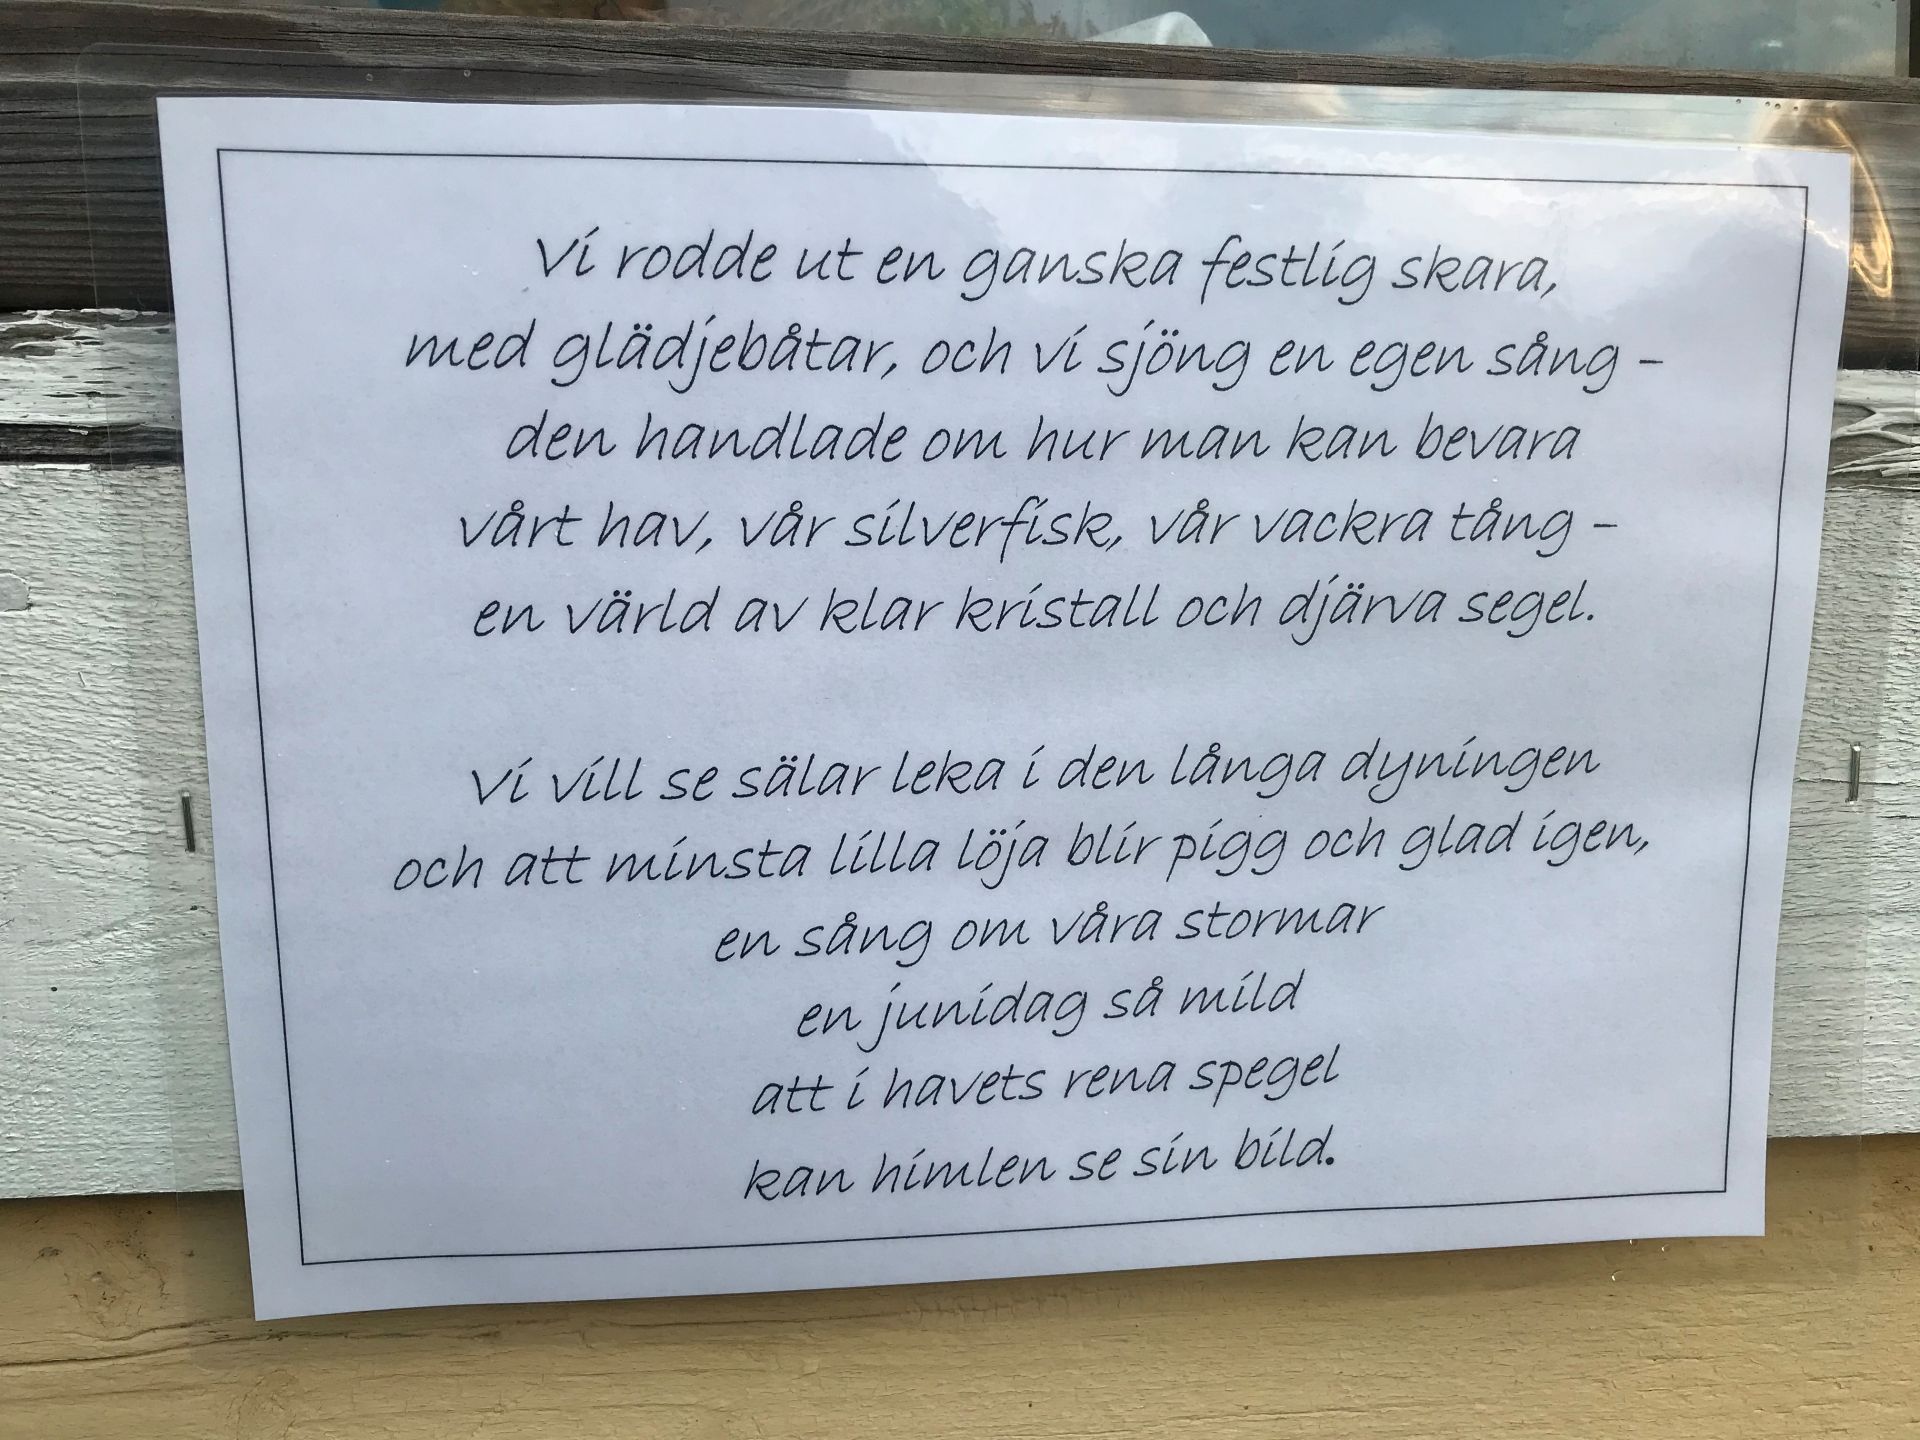 Vi rodde ut en ganska festlig skara,
med glädjebåtar, och vi sjöng en egen sång –
den handlade om hur man kan bevara
vårt hav, vår silverfisk, vår vackra tång –
en värld av klar kristall och djärva segel.
Vi vill se sälar leka i den långa dyningen
och att minsta lilla löja blir pigg och glad igen,
en sång om våra stormar
en junidag så mild
att i havets rena spegel
kan himlen se sin bild.